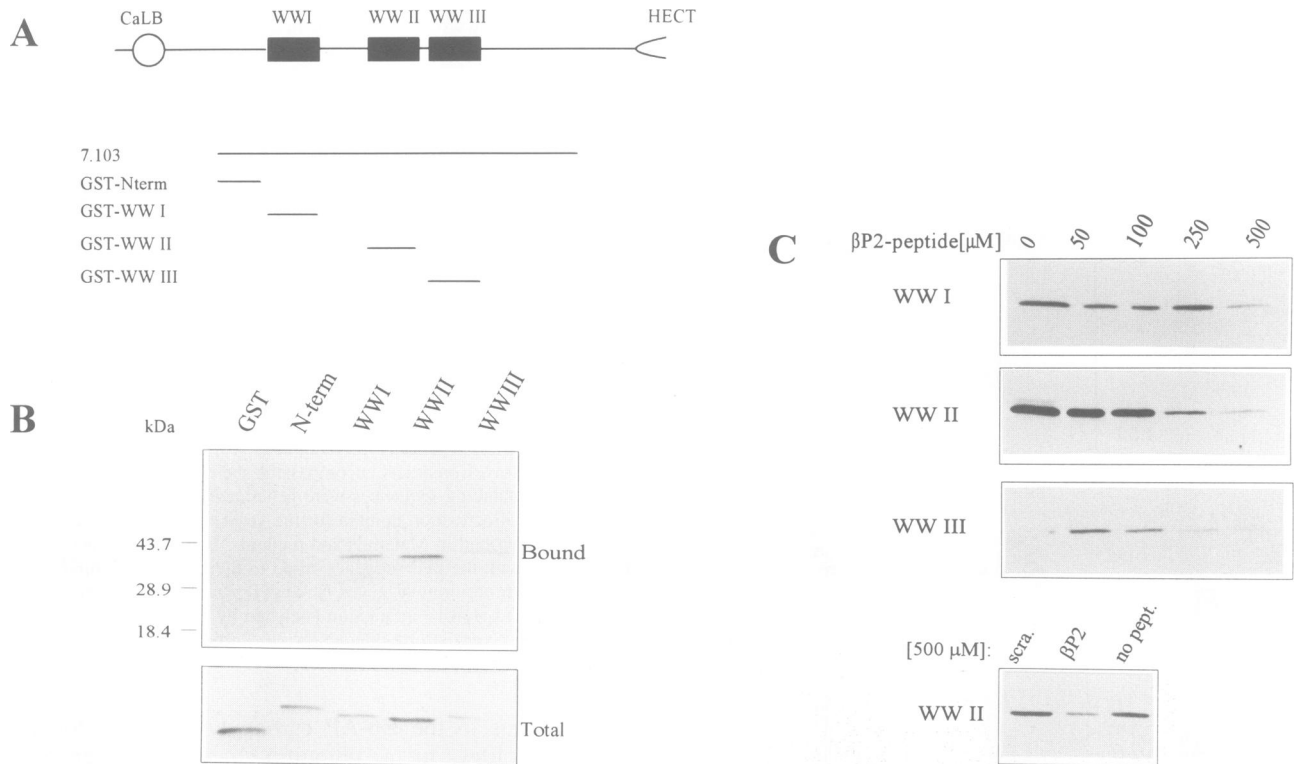 A
CaLB WWI WW II WW III HECT
7.103
GST-Nterm
GST-WW I
GST-WW II
GST-WW III
B
kDa
GST N-term WWI WWII WWIII
43.7
28.9
18.4
Bound
Total
C
βP2-peptide[μM] 0 50 100 250 500
WW I
WW II
WW III
[500 μM]: scra. βP2 no pept.
WW II